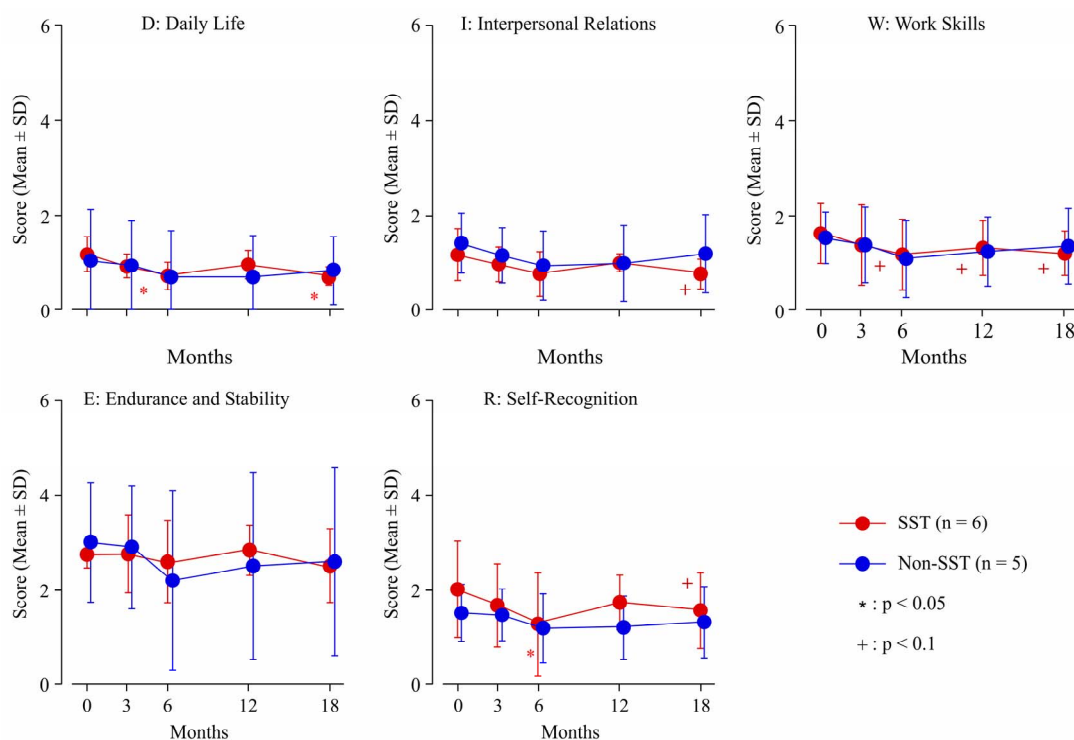 D: Daily Life
I: Interpersonal Relations
W: Work Skills
6
4
2
0
Score (Mean ± SD)
*
*
Months
6
4
2
0
Score (Mean ± SD)
+
Months
6
4
2
0
Score (Mean ± SD)
+
+
+
0 3 6 12 18
Months
E: Endurance and Stability
R: Self-Recognition
6
4
2
0
Score (Mean ± SD)
0 3 6 12 18
Months
6
4
2
0
Score (Mean ± SD)
*
+
0 3 6 12 18
Months
SST (n = 6)
Non-SST (n = 5)
* : p < 0.05
+ : p < 0.1